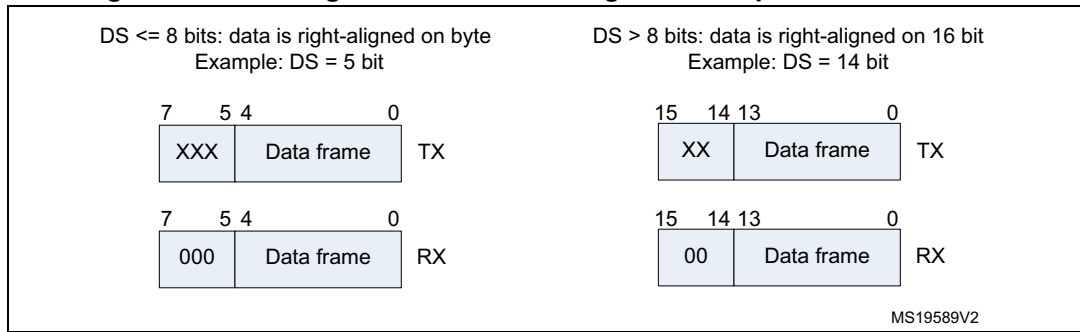 DS <= 8 bits: data is right-aligned on byte
Example: DS = 5 bit
7 5 4 0
XXX Data frame TX
7 5 4 0
000 Data frame RX
DS > 8 bits: data is right-aligned on 16 bit
Example: DS = 14 bit
15 14 13 0
XX Data frame TX
15 14 13 0
00 Data frame RX
MS19589V2